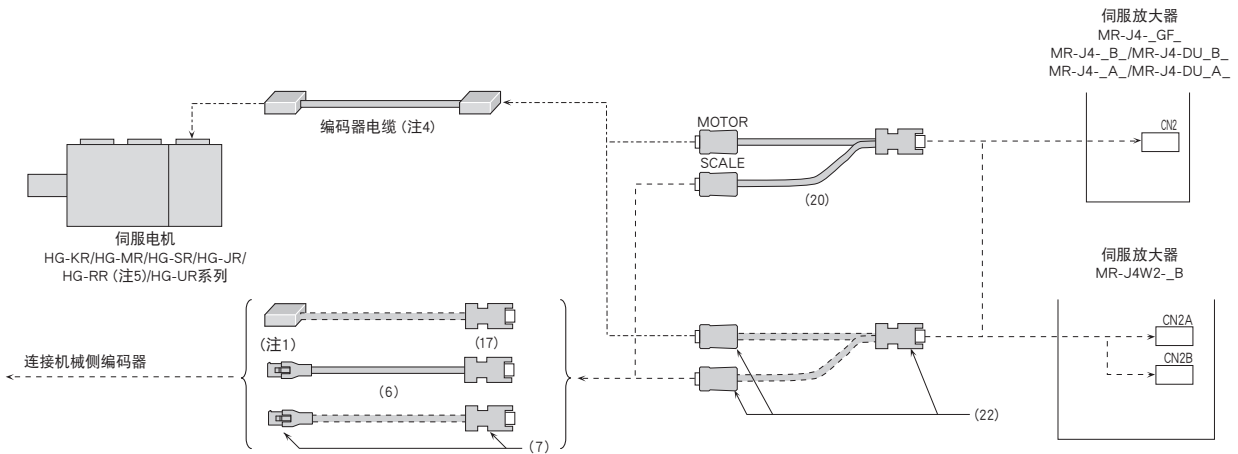 伺服放大器
MR-J4-_GF_
MR-J4-_B_/MR-J4-DU_B_
MR-J4-_A_/MR-J4-DU_A_
CN2
编码器电缆 (注4)
MOTOR
SCALE
(20)
伺服电机
HG-KR/HG-MR/HG-SR/HG-JR/
HG-RR (注5)/HG-UR系列
伺服放大器
MR-J4W2-_B
CN2A
CN2B
(注1)
(17)
连接机械侧编码器
(6)
(7)
(22)